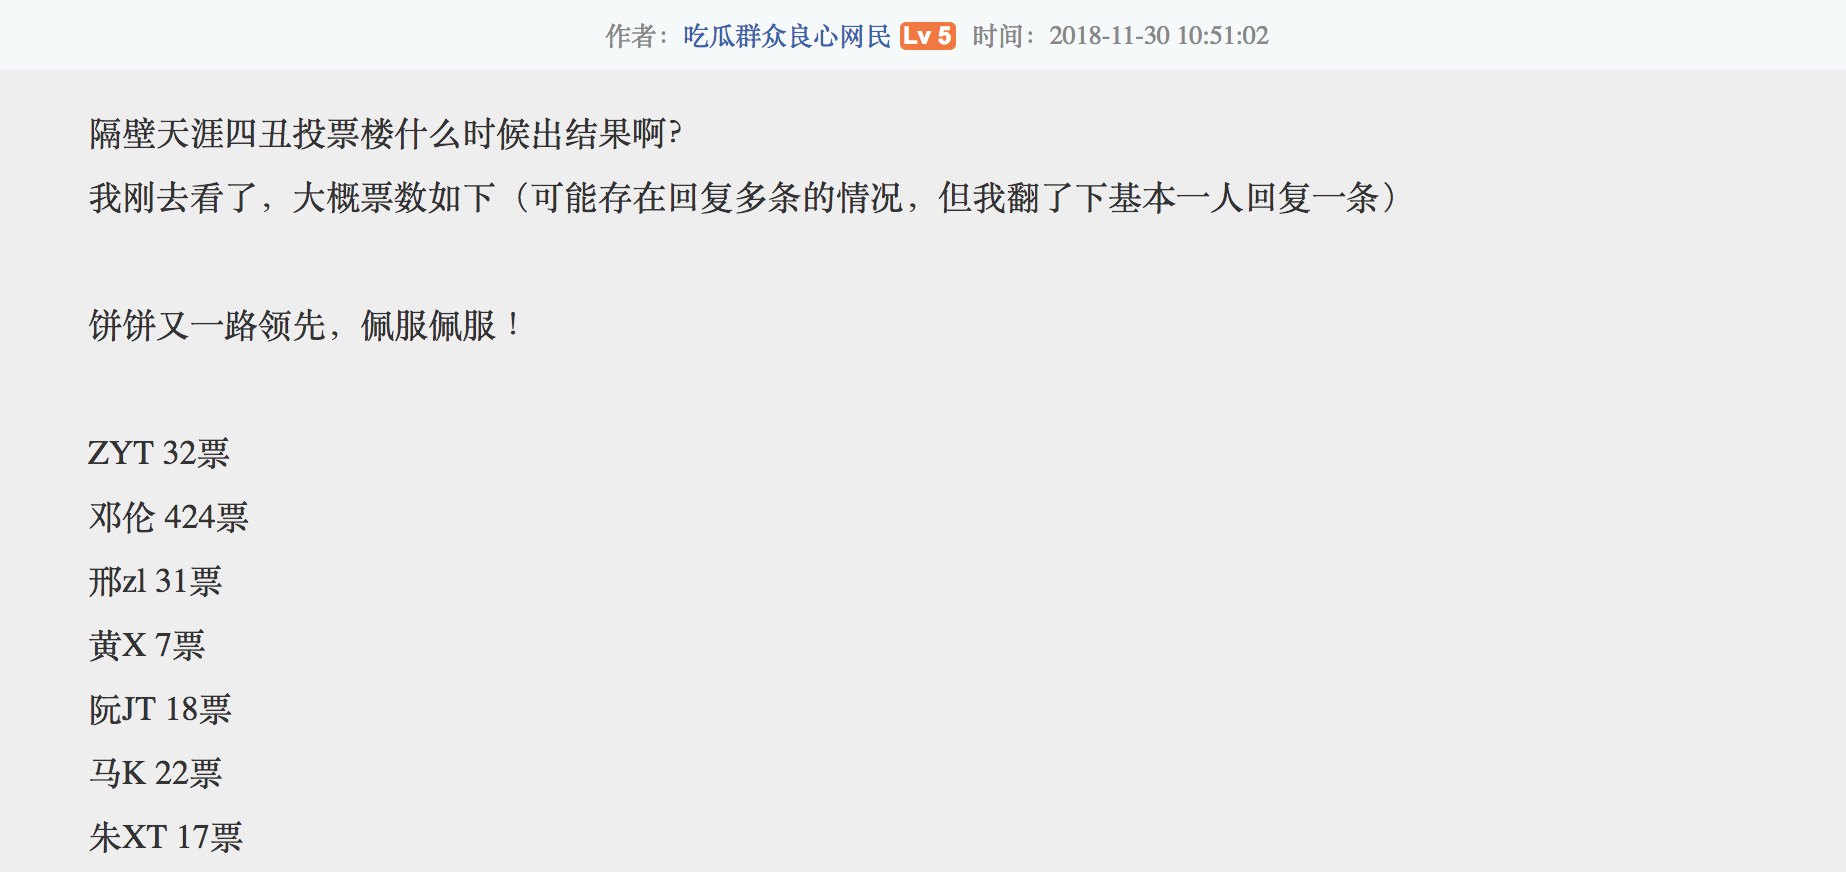 作者：吃瓜群众良心网民 Lv 5 时间：2018-11-30 10:51:02
隔壁天涯四丑投票楼什么时候出结果啊?
我刚去看了，大概票数如下（可能存在回复多条的情况，但我翻了下基本一人回复一条）
饼饼又一路领先，佩服佩服！
ZYT 32票
邓伦 424票
邢zl 31票
黄X 7票
阮JT 18票
马K 22票
朱XT 17票